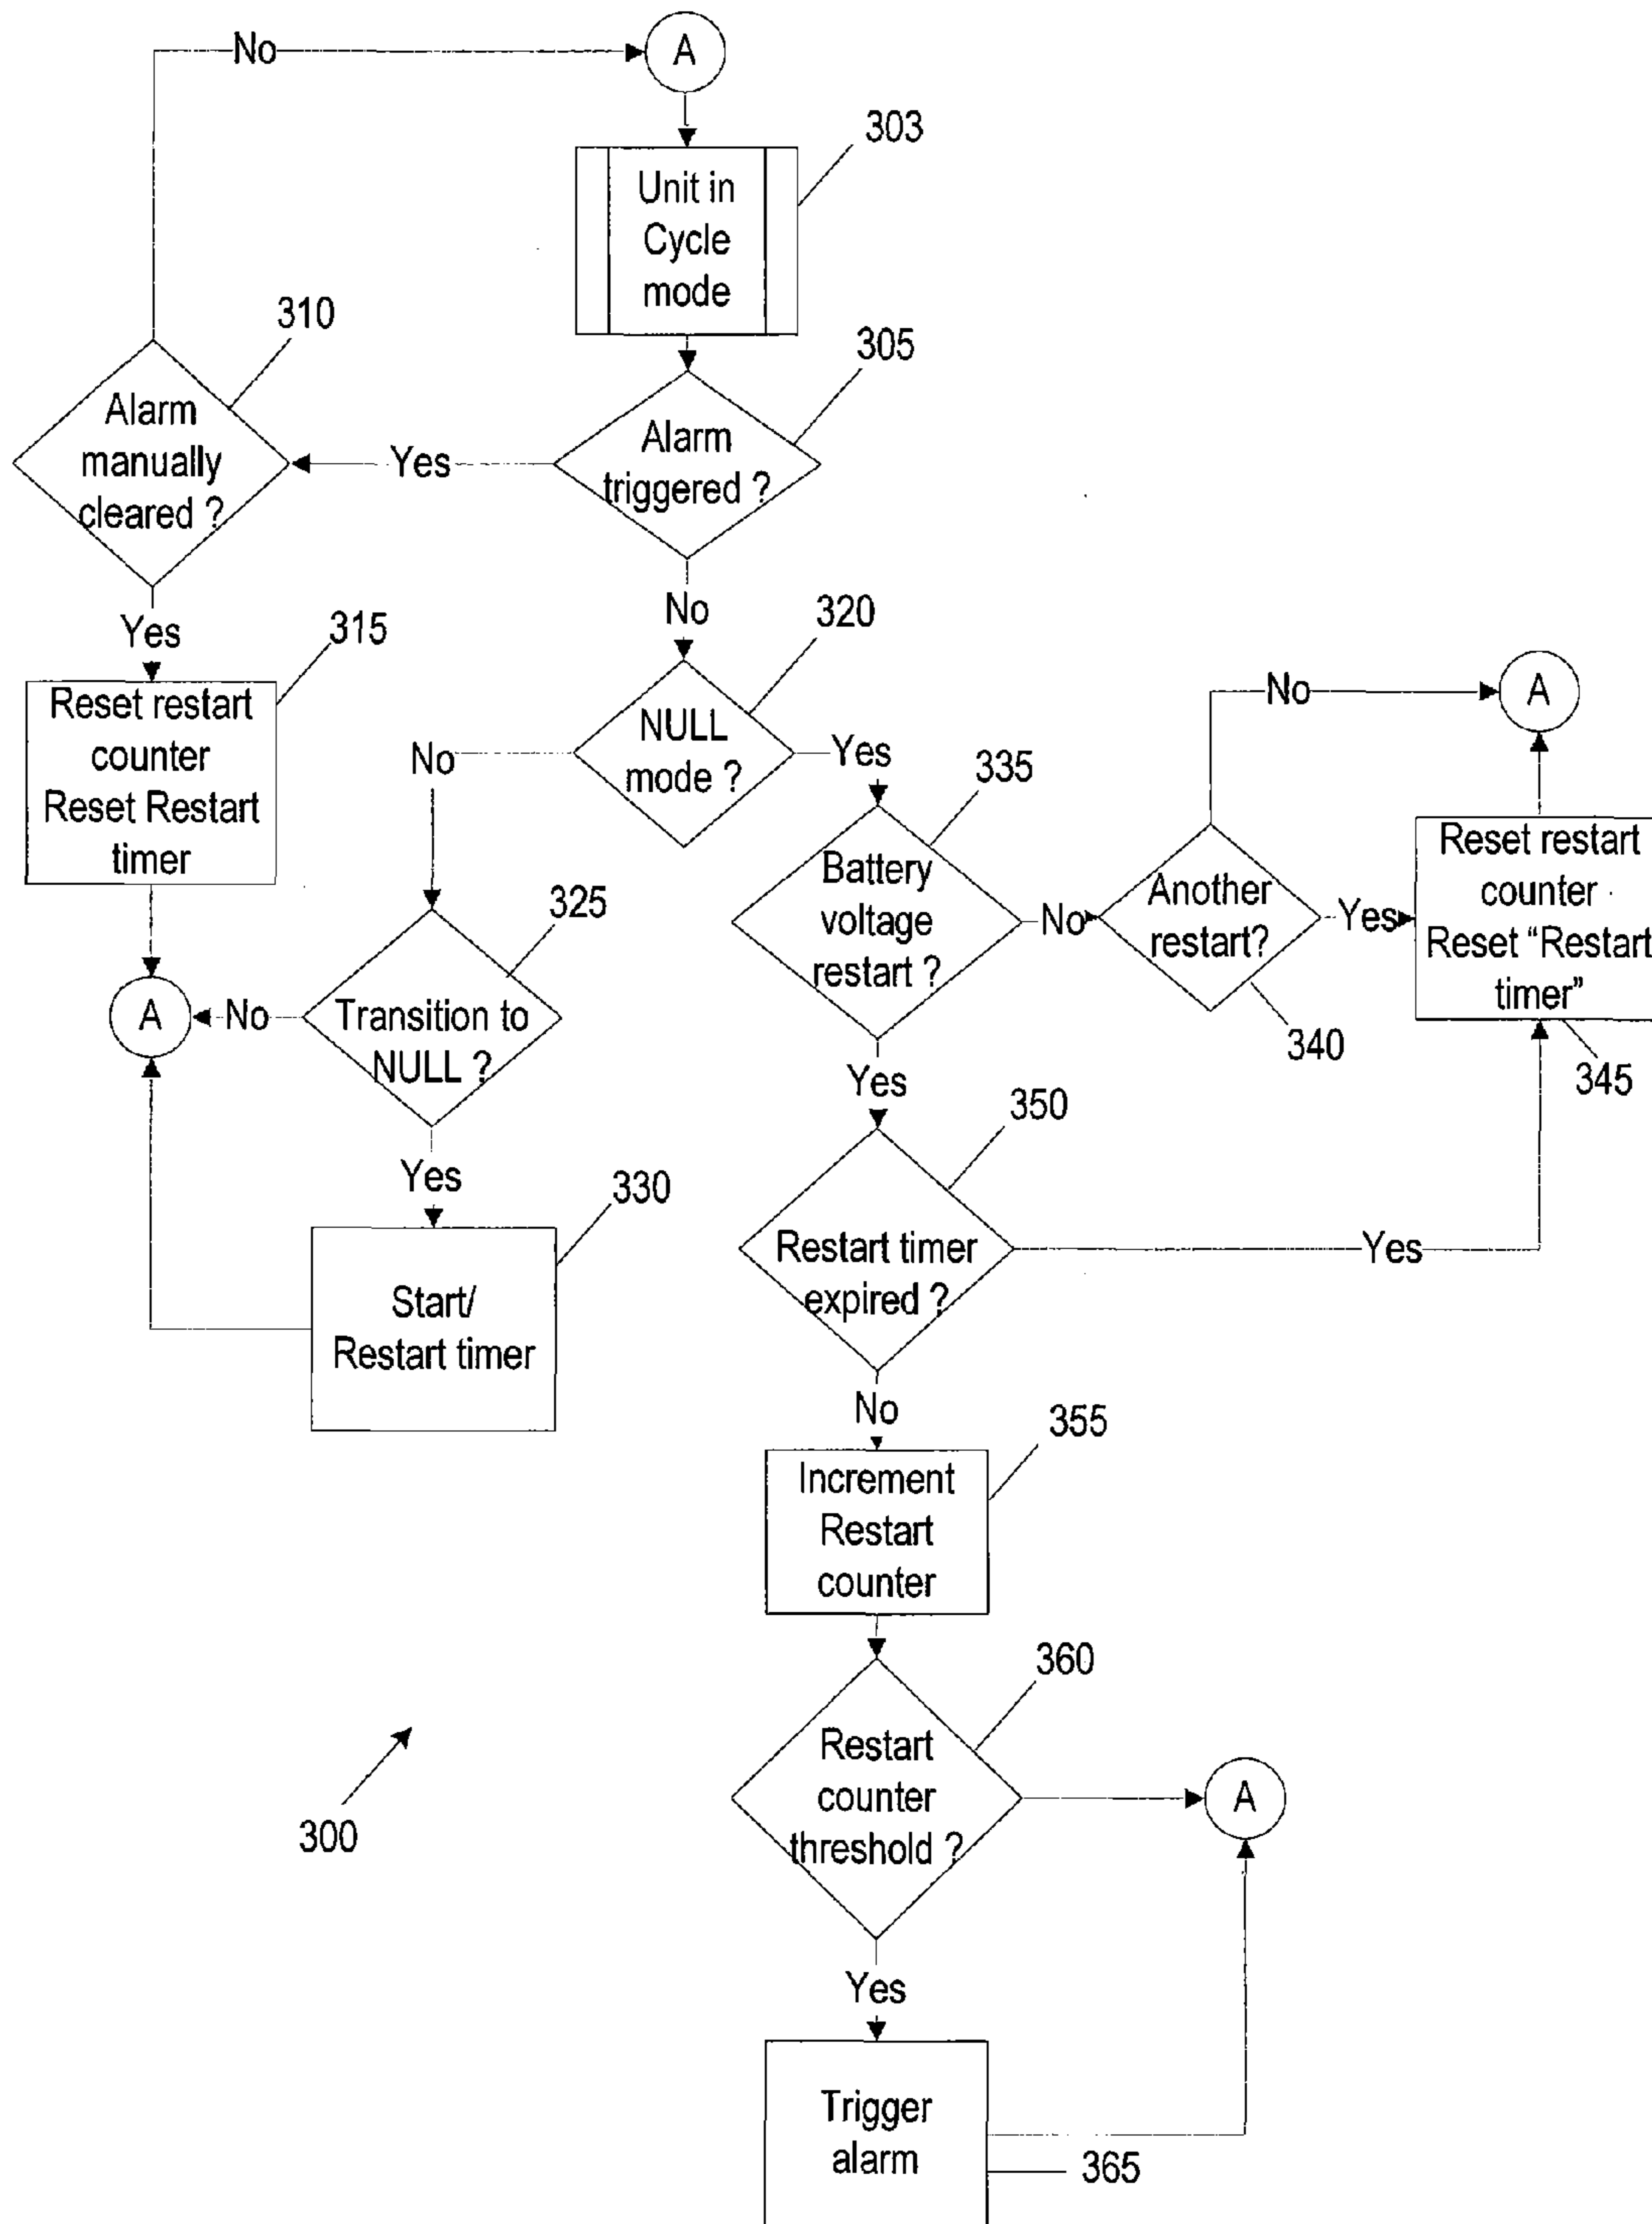 No
A
303
Unit in
Cycle
mode
310
305
Alarm
manually
cleared ?
Yes
Alarm
triggered ?
Yes
No
315
320
Reset restart
counter
Reset Restart
timer
NULL
mode ?
No
Yes
335
No
A
325
Battery
voltage
restart ?
No
Another
restart?
Yes
Reset restart
counter
Reset “Restart
timer”
340
345
A
No
Transition to
NULL ?
Yes
Yes
350
330
Restart timer
expired ?
Yes
Start/
Restart timer
No
355
Increment
Restart
counter
360
Restart
counter
threshold ?
A
300
Yes
Trigger
alarm
365